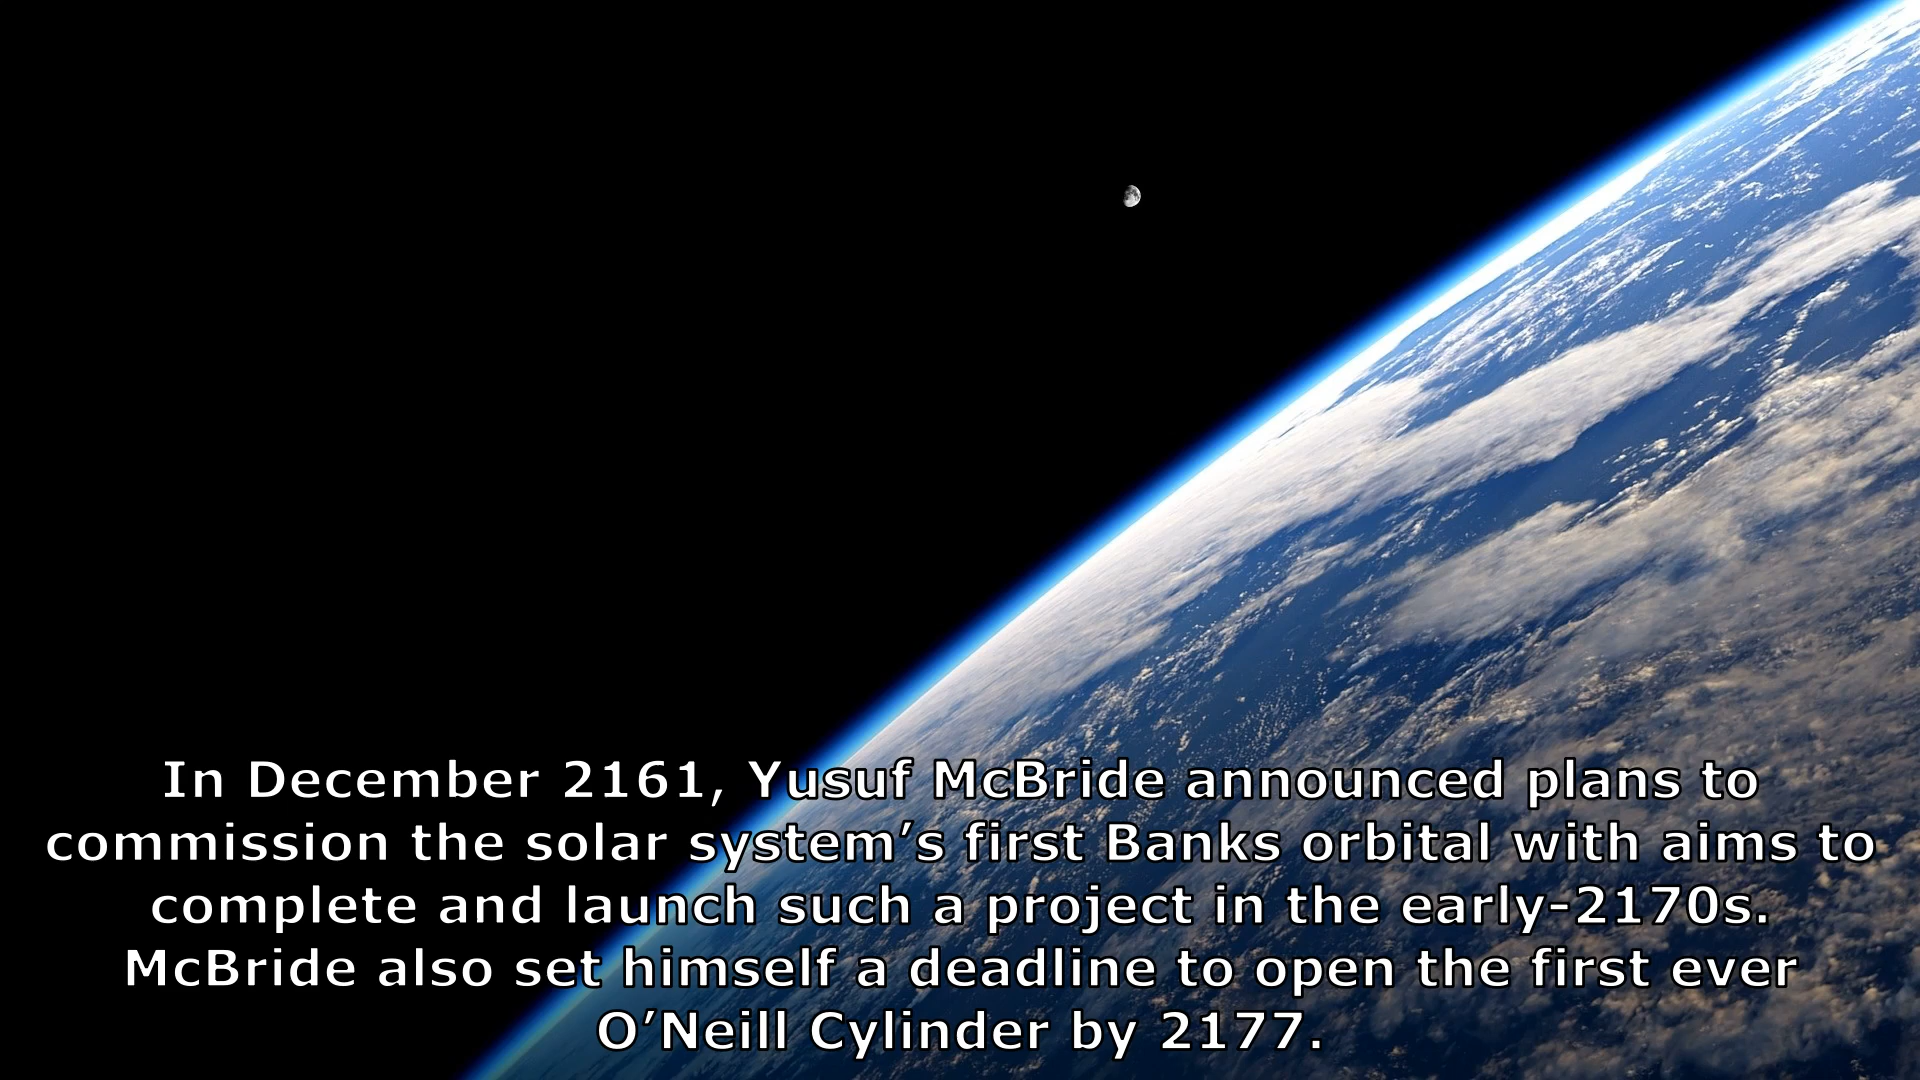 In December 2161, Yusuf McBride announced plans to
commission the solar system’s first Banks orbital with aims to
complete and launch such a project in the early-2170s.
McBride also set himself a deadline to open the first ever
O’Neill Cylinder by 2177.